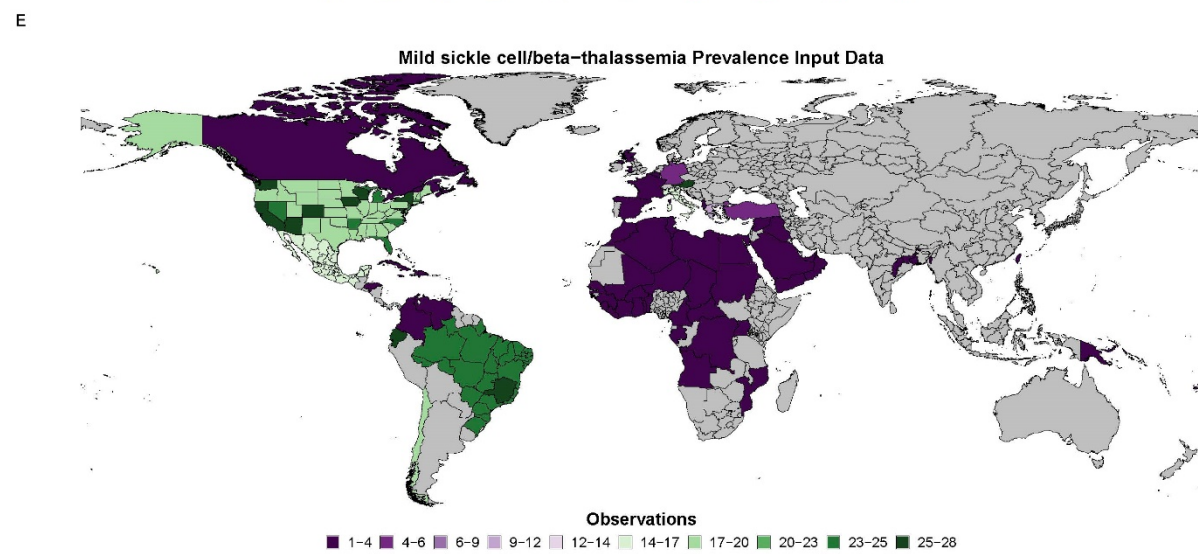 E
Mild sickle cell/beta−thalassemia Prevalence Input Data
Observations
1−4 4−6 6−9 9−12 12−14 14−17 17−20 20−23 23−25 25−28